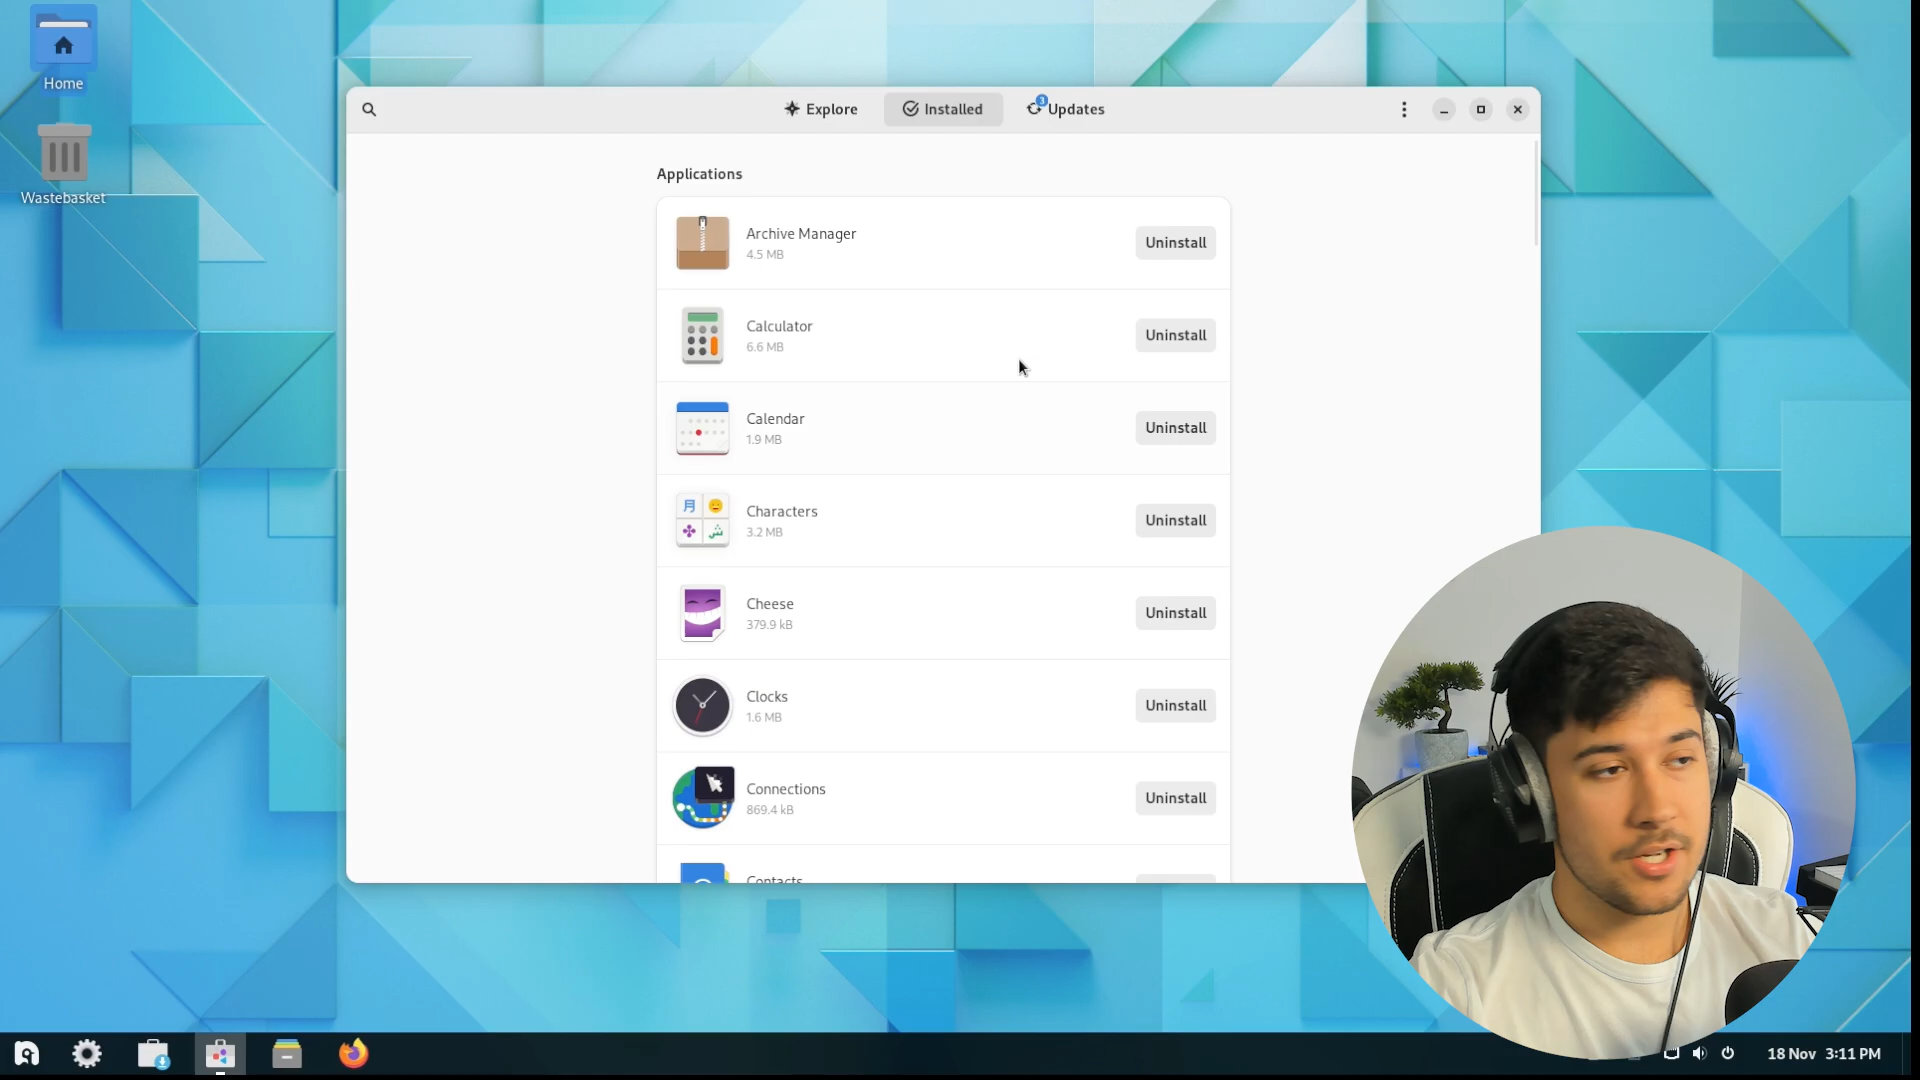 Home
Wastebasket
Explore
Installed
3
Updates
Applications
Archive Manager
4.5 MB
Uninstall
Calculator
6.6 MB
Uninstall
Calendar
1.9 MB
Uninstall
Characters
3.2 MB
Uninstall
月
ش
Cheese
379.9 kB
Uninstall
Clocks
1.6 MB
Uninstall
Connections
869.4 kB
Uninstall
Contacts
18 Nov 3:11 PM